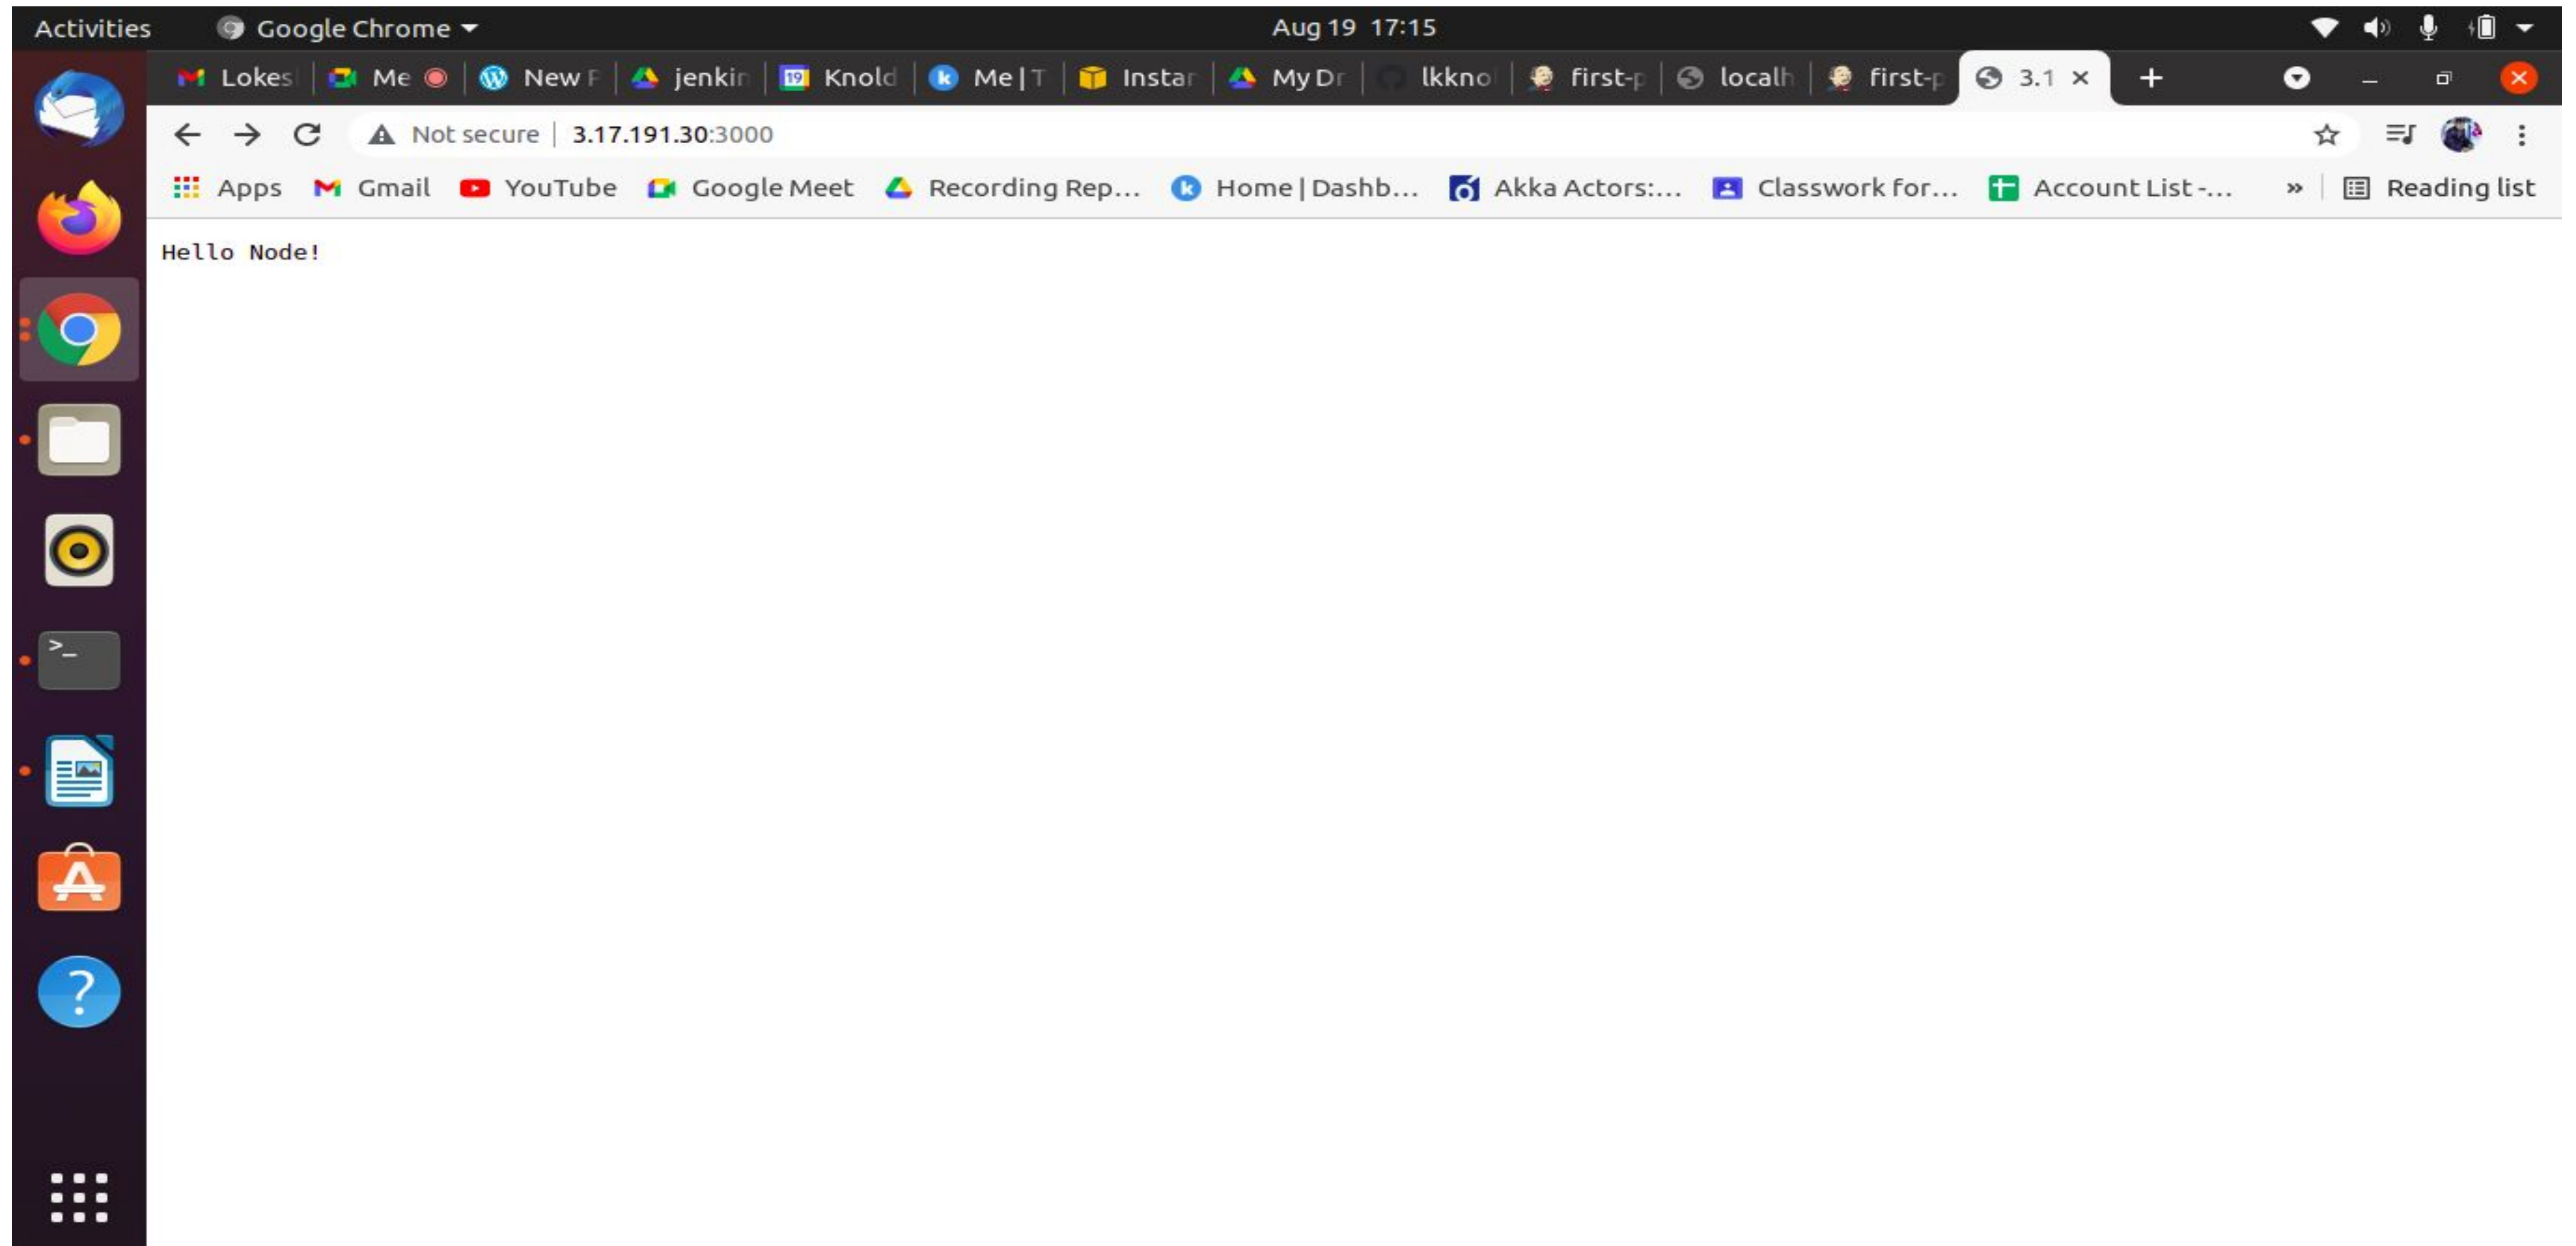 Activities Google Chrome Aug 19 17:15
Lokes Me New P jenkin 19 Knold Me | T Instan My Dr lkkno first-p localh first-p 3.1
Not secure 3.17.191.30:3000
Apps Gmail YouTube Google Meet Recording Rep... Home | Dashb... Akka Actors:... Classwork for... Account List -... » Reading list
Hello Node!